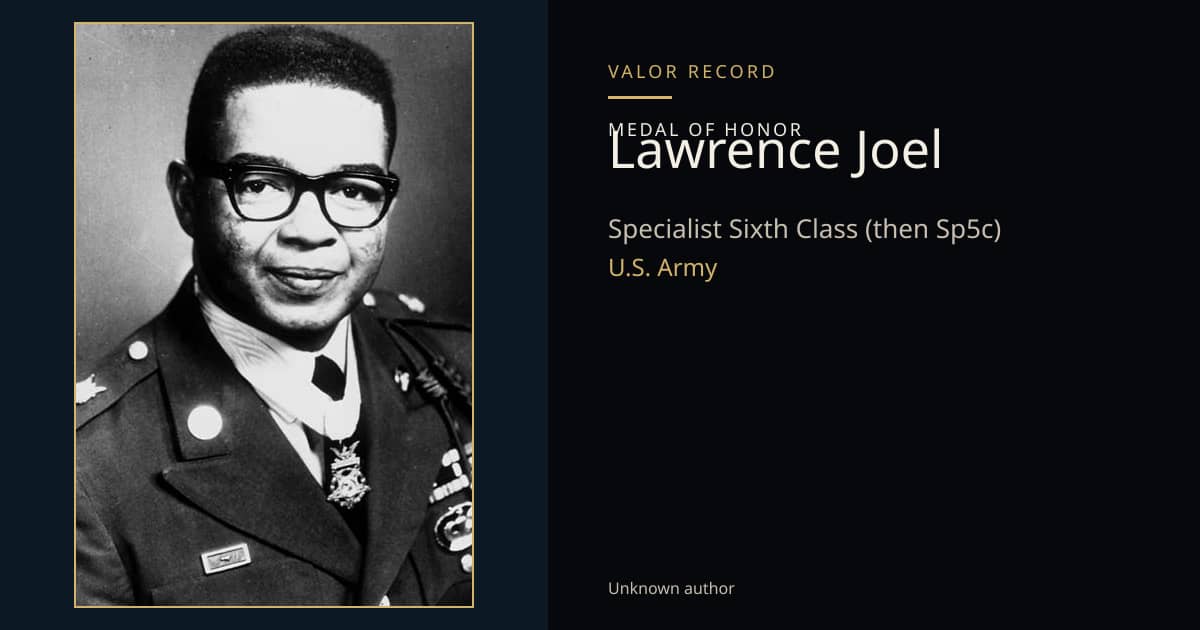 VALOR RECORD
MEDAL OF HONOR
Lawrence Joel
Specialist Sixth Class (then Sp5c)
U.S. Army
Unknown author